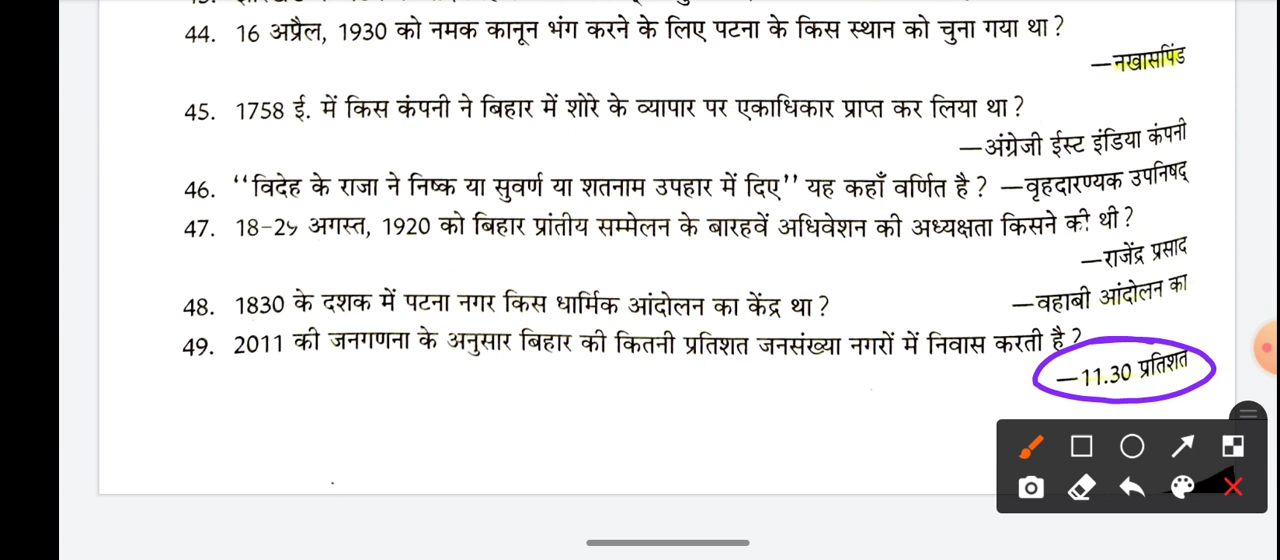 44. 16 अप्रैल, 1930 को नमक कानून भंग करने के लिए पटना के किस स्थान को चुना गया था?
—नखासपिंड
45. 1758 ई. में किस कंपनी ने बिहार में शोरे के व्यापार पर एकाधिकार प्राप्त कर लिया था?
—अंग्रेजी ईस्ट इंडिया कंपनी
46. ‘‘विदेह के राजा ने निष्क या सुवर्ण या शतनाम उपहार में दिए’’ यह कहाँ वर्णित है? —वृहदारण्यक उपनिषद्
47. अगस्त, 1920 को बिहार प्रांतीय सम्मेलन के बारहवें अधिवेशन की अध्यक्षता किसने की थी?
—राजेंद्र प्रसाद
48. 1830 के दशक में पटना नगर किस धार्मिक आंदोलन का केंद्र था? —वहाबी आंदोलन का
49. 2011 की जनगणना के अनुसार बिहार की कितनी प्रतिशत जनसंख्या नगरों में निवास करती है?
—11.30 प्रतिशत